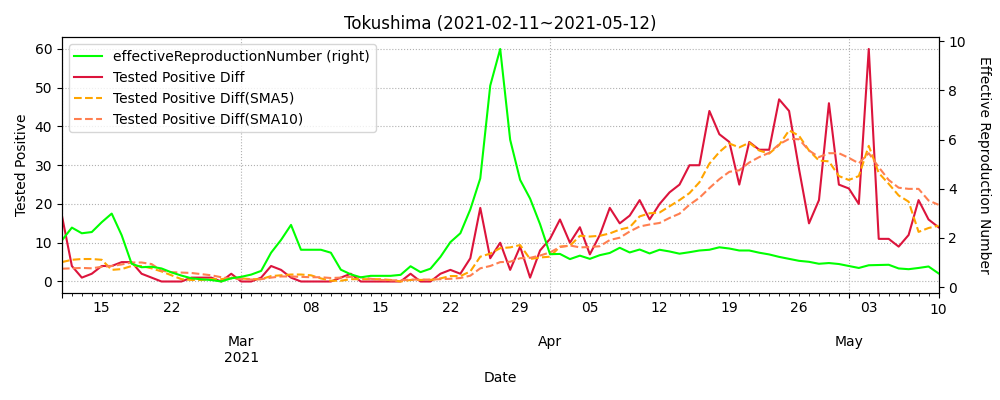 Tokushima (2021-02-11~2021-05-12)
effectiveReproductionNumber (right)
Tested Positive Diff
Tested Positive Diff(SMA5)
Tested Positive Diff(SMA10)
Tested Positive
60
50
40
30
20
10
0
Effective Reproduction Number
10
8
6
4
2
0
15 22 08 15 22 29 05 12 19 26 03 10
Mar Apr May
2021
Date